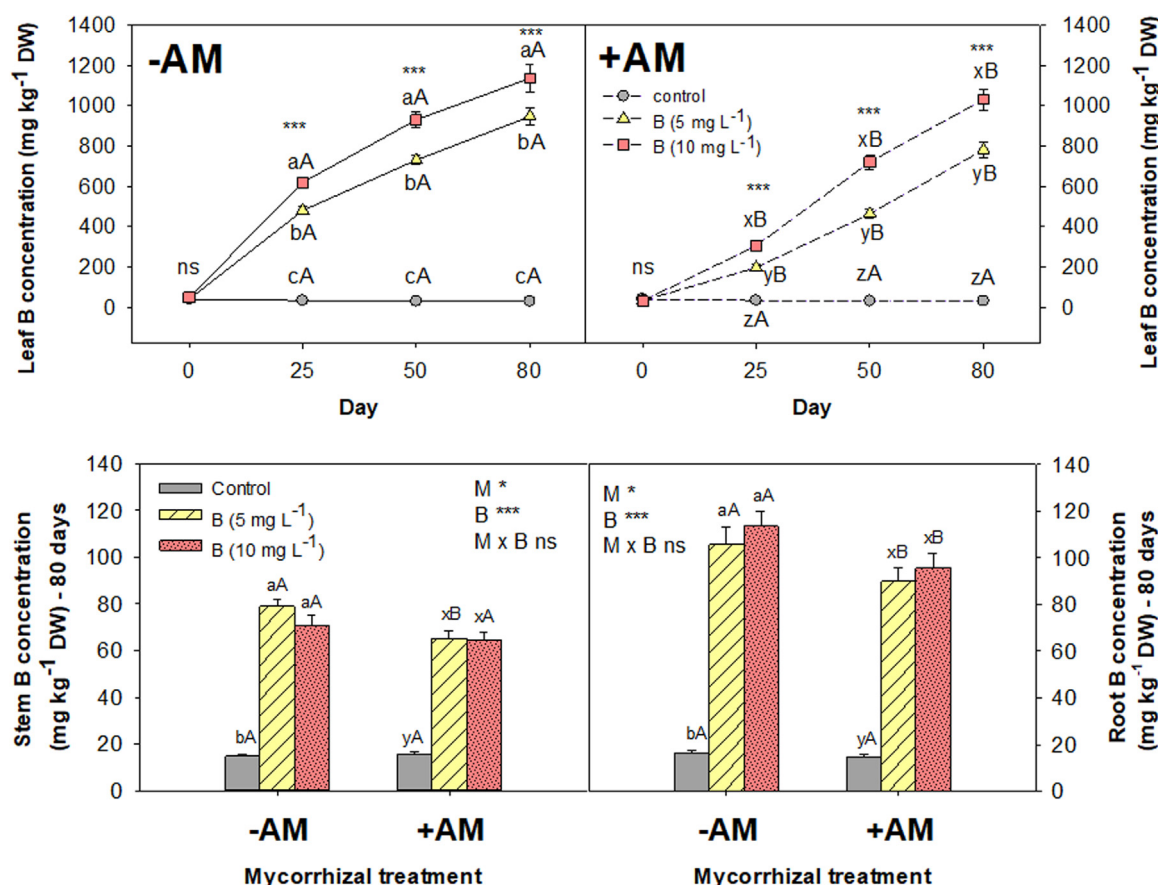 Leaf B concentration (mg kg⁻¹ DW)
1400
1200
1000
800
600
400
200
0
-AM
ns
***
aA
bA
cA
***
aA
bA
cA
***
aA
bA
cA
0 25 50 80
Day
+AM
control
B (5 mg L⁻¹)
B (10 mg L⁻¹)
ns
***
xB
yB
zA
***
xB
yB
zA
***
xB
yB
zA
0 25 50 80
Day
1400
1200
1000
800
600
400
200
0
Leaf B concentration (mg kg⁻¹ DW)
Stem B concentration
(mg kg⁻¹ DW) - 80 days
140
120
100
80
60
40
20
0
Control
B (5 mg L⁻¹)
B (10 mg L⁻¹)
M *
B ***
M x B ns
bA aA aA
yA xB xA
-AM +AM
Mycorrhizal treatment
M *
B ***
M x B ns
bA aA aA
yA xB xB
-AM +AM
Mycorrhizal treatment
140
120
100
80
60
40
20
0
Root B concentration
(mg kg⁻¹ DW) - 80 days